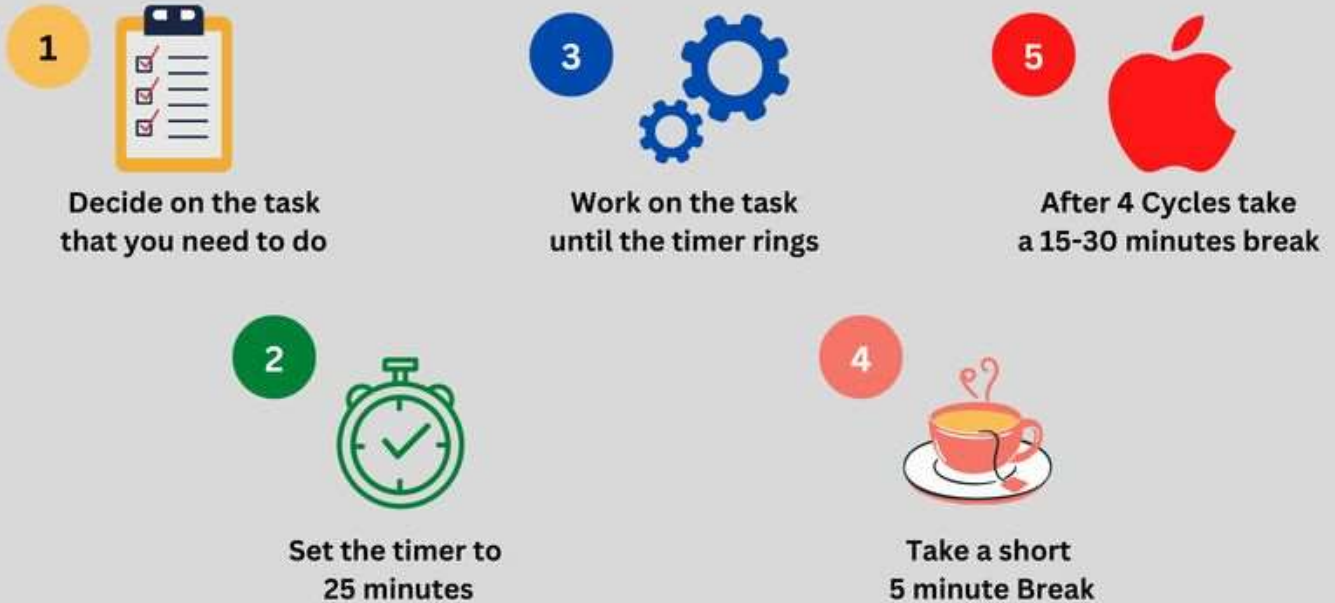 1
Decide on the task
that you need to do
2
Set the timer to
25 minutes
3
Work on the task
until the timer rings
4
Take a short
5 minute Break
5
After 4 Cycles take
a 15-30 minutes break